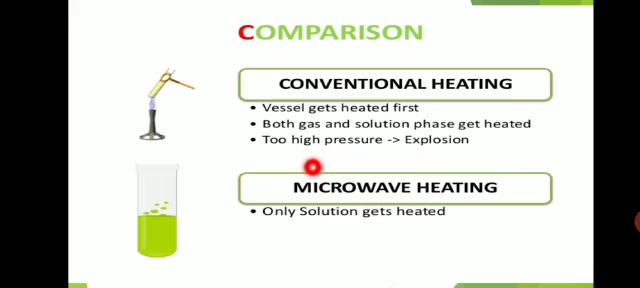 COMPARISON
CONVENTIONAL HEATING
• Vessel gets heated first
• Both gas and solution phase get heated
• Too high pressure -> Explosion
MICROWAVE HEATING
• Only Solution gets heated